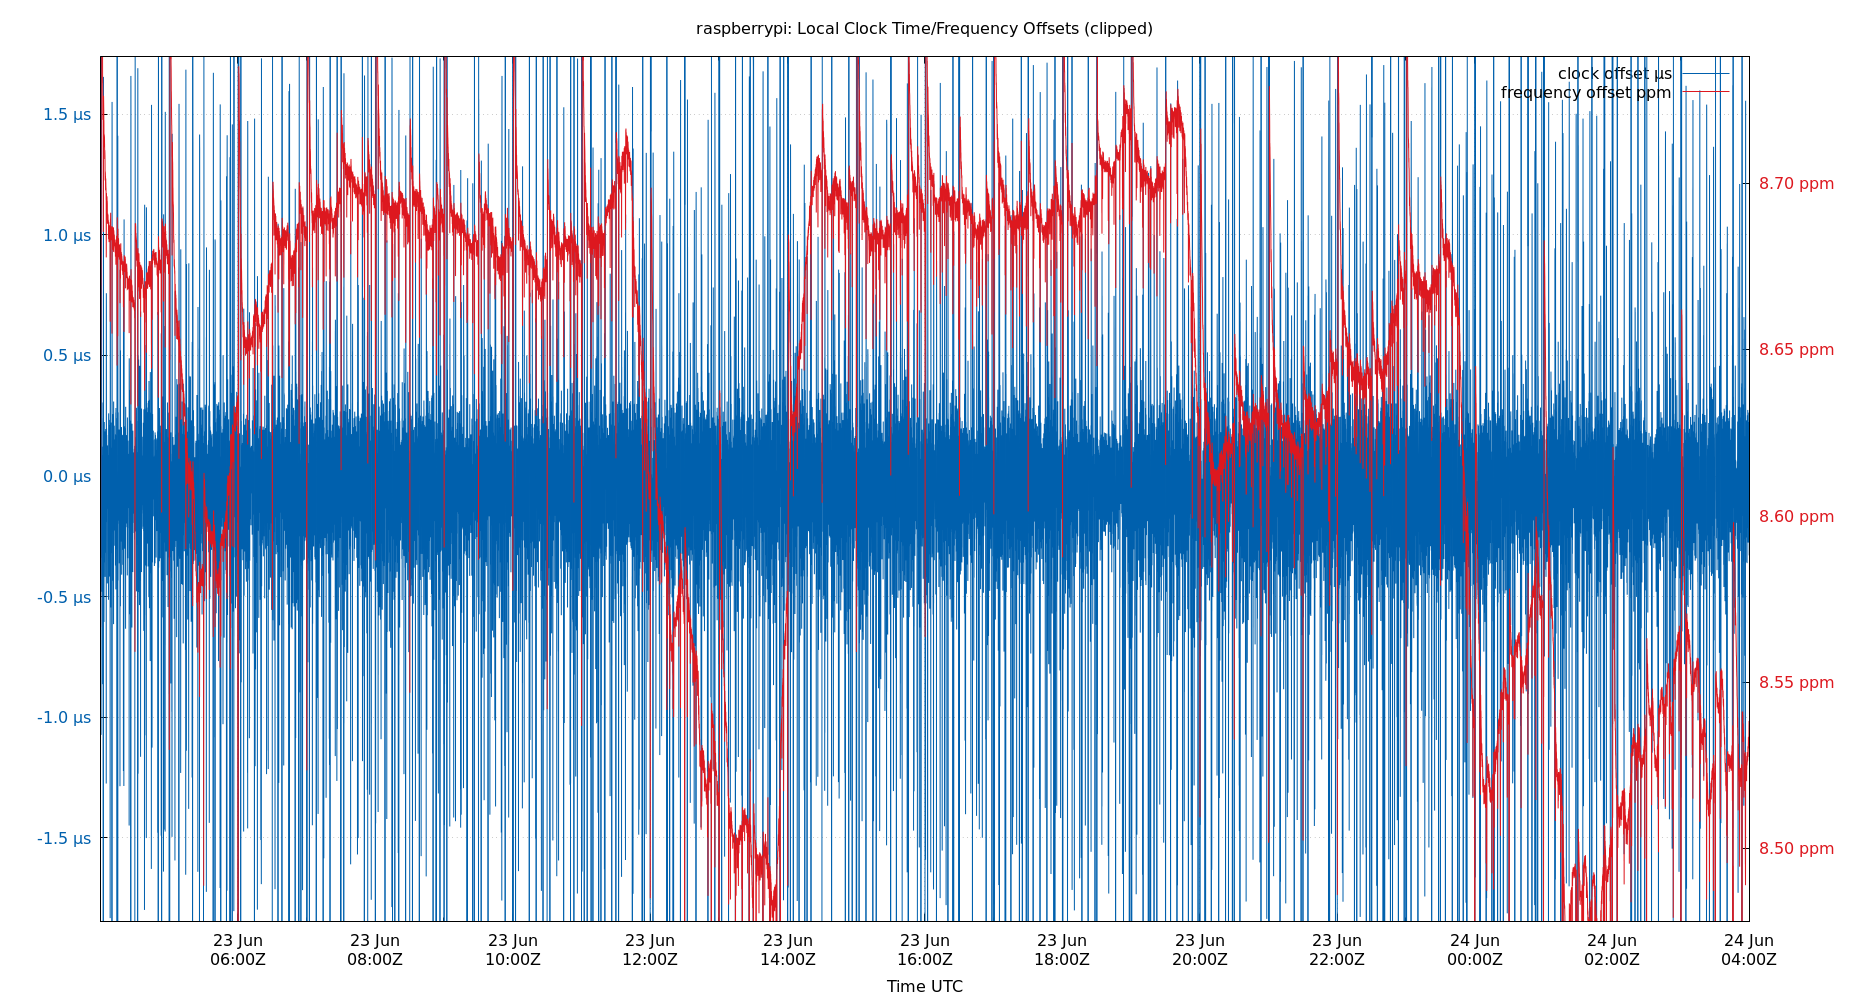 raspberrypi: Local Clock Time/Frequency Offsets (clipped)
clock offset µs
frequency offset ppm
1.5 µs
1.0 µs
0.5 µs
0.0 µs
-0.5 µs
-1.0 µs
-1.5 µs
8.70 ppm
8.65 ppm
8.60 ppm
8.55 ppm
8.50 ppm
23 Jun 23 Jun 23 Jun 23 Jun 23 Jun 23 Jun 23 Jun 23 Jun 23 Jun 24 Jun 24 Jun 24 Jun
06:00Z 08:00Z 10:00Z 12:00Z 14:00Z 16:00Z 18:00Z 20:00Z 22:00Z 00:00Z 02:00Z 04:00Z
Time UTC